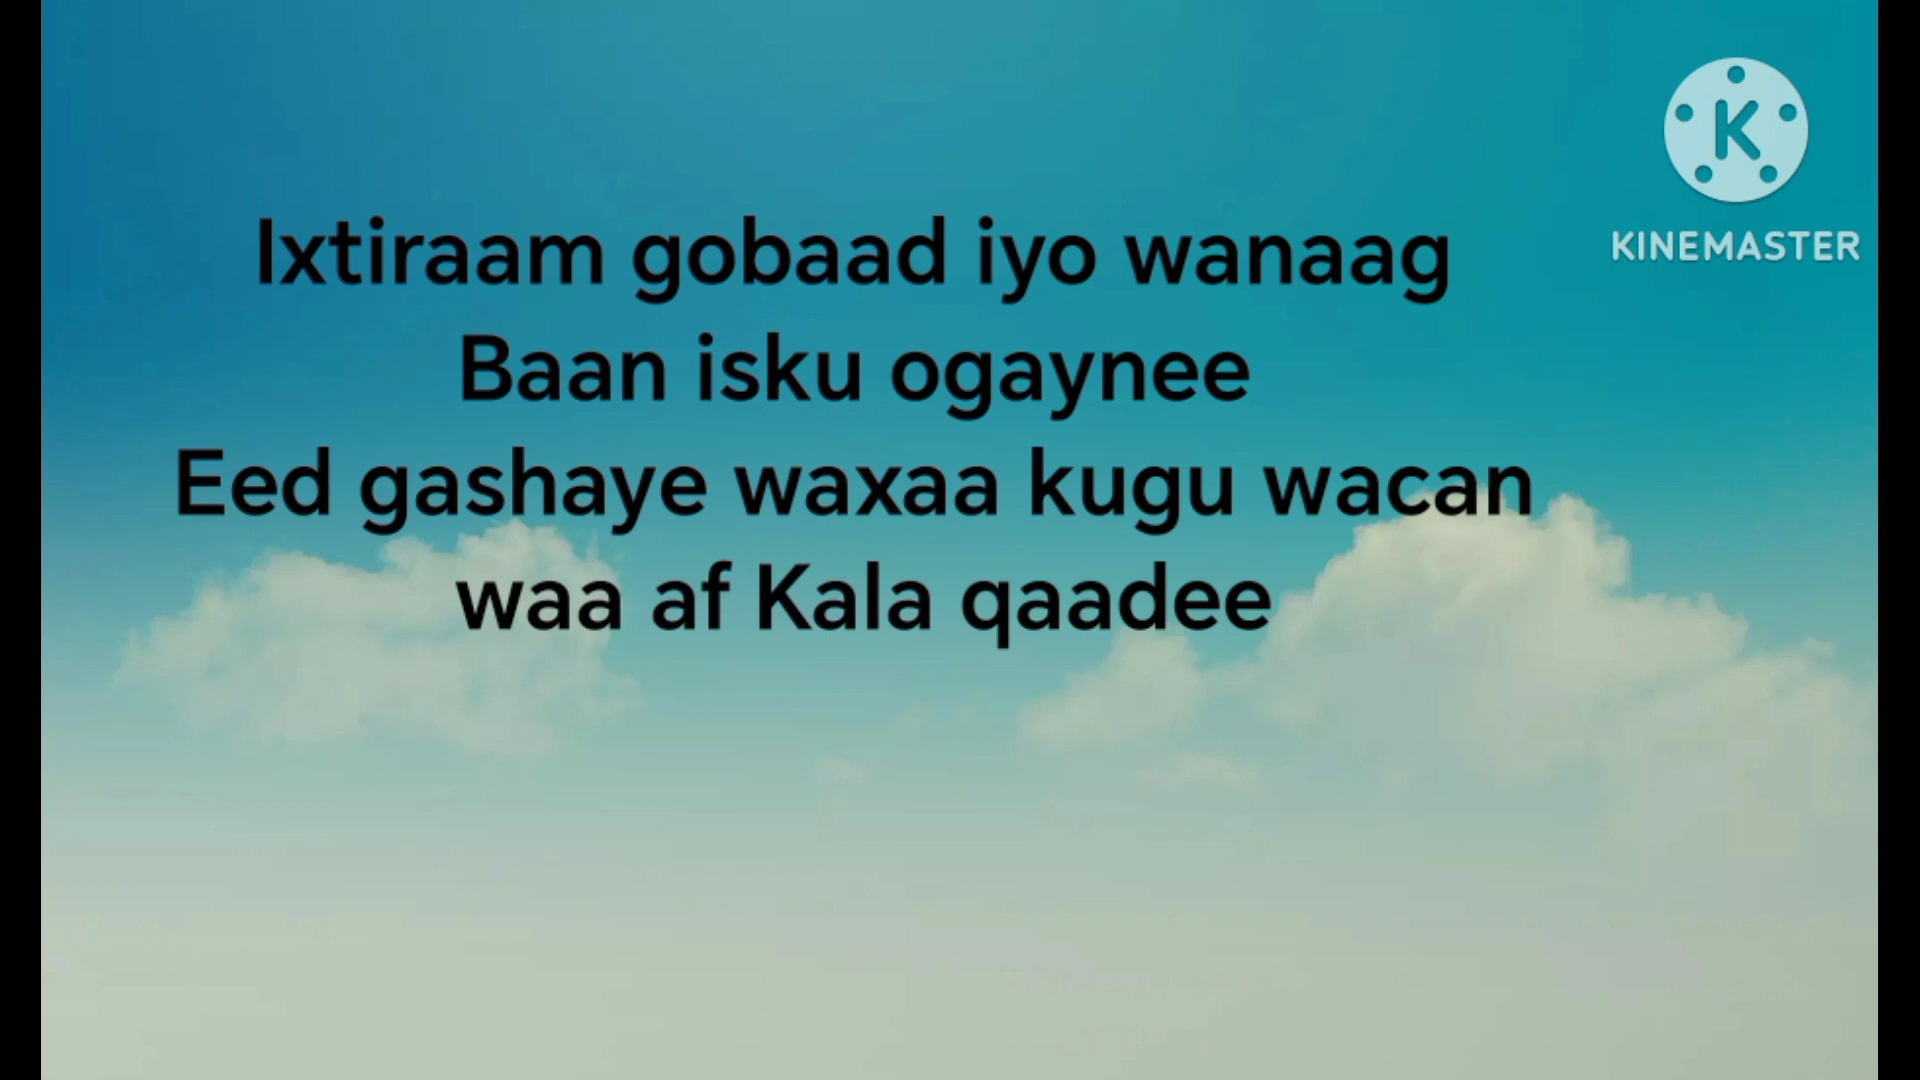 Ixtiraam gobaad iyo wanaag
Baan isku ogaynee
Eed gashaye waxaa kugu wacan
waa af Kala qaadee
K
KINEMASTER